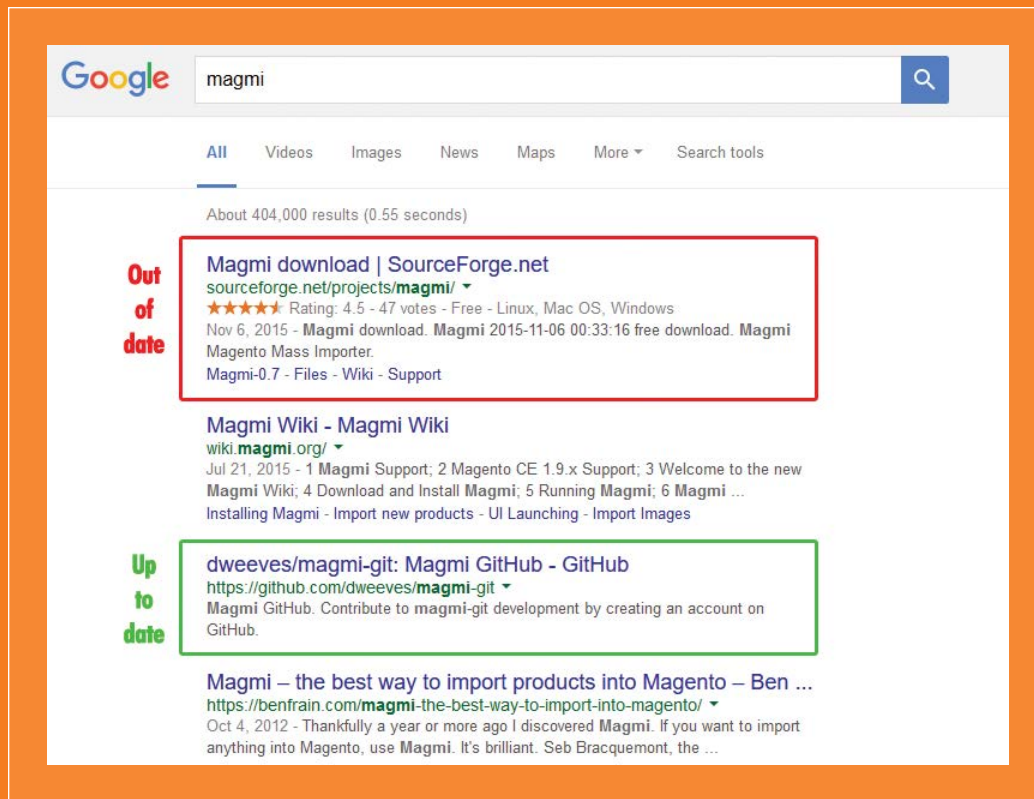 Google
magmi
All Videos Images News Maps More Search tools
About 404,000 results (0.55 seconds)
Out
of
date
Magmi download | SourceForge.net
sourceforge.net/projects/magmi/
Rating: 4.5 - 47 votes - Free - Linux, Mac OS, Windows
Nov 6, 2015 - Magmi download. Magmi 2015-11-06 00:33:16 free download. Magmi
Magento Mass Importer.
Magmi-0.7 - Files - Wiki - Support
Magmi Wiki - Magmi Wiki
wiki.magmi.org/
Jul 21, 2015 - 1 Magmi Support; 2 Magento CE 1.9.x Support; 3 Welcome to the new
Magmi Wiki; 4 Download and Install Magmi; 5 Running Magmi; 6 Magmi ...
Installing Magmi - Import new products - UI Launching - Import Images
Up
to
date
dweeves/magmi-git: Magmi GitHub - GitHub
https://github.com/dweeves/magmi-git
Magmi GitHub. Contribute to magmi-git development by creating an account on
GitHub.
Magmi – the best way to import products into Magento – Ben ...
https://benfrain.com/magmi-the-best-way-to-import-into-magento/
Oct 4, 2012 - Thankfully a year or more ago I discovered Magmi. If you want to import
anything into Magento, use Magmi. It's brilliant. Seb Bracquemont, the ...